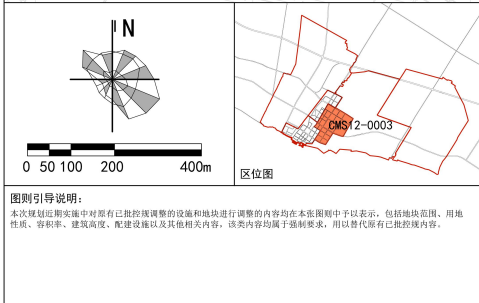 N
0 50 100 200 400m
CMS12-0003
区位图
图则引导说明：
本次规划近期实施中对原有已批控规调整的设施和地块进行调整的内容均在本张图则中予以表示，包括地块范围、用地
性质、容积率、建筑高度、配建设施以及其他相关内容，该类内容均属于强制要求，用以替代原有已批控规内容。